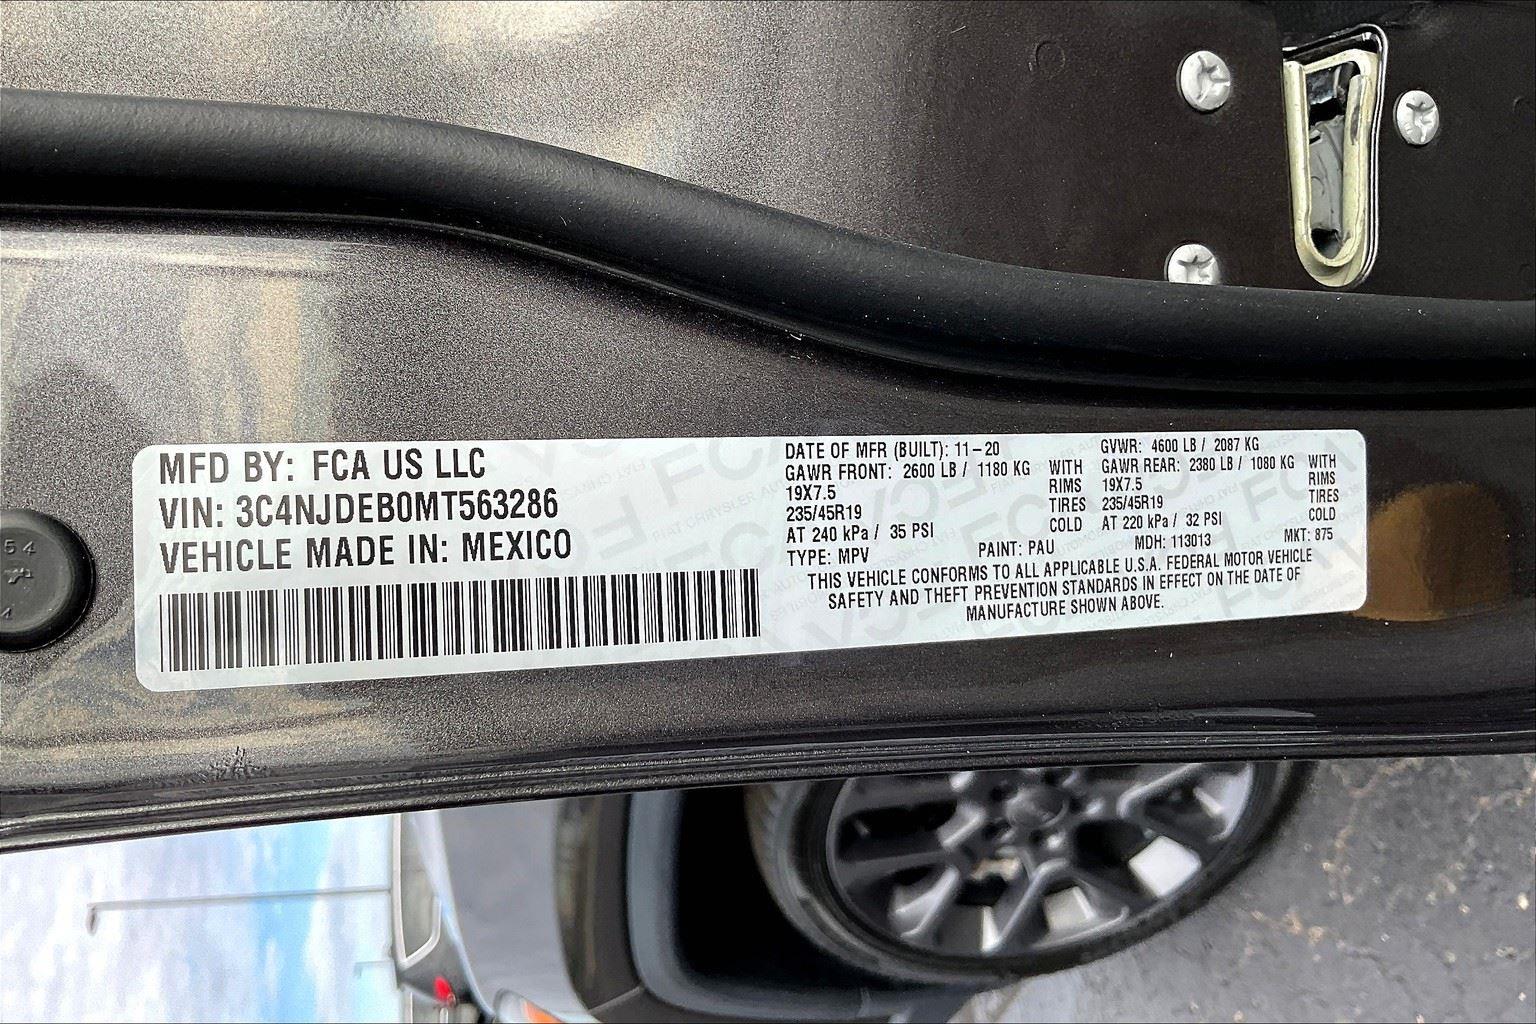 MFD BY: FCA US LLC
VIN: 3C4NJDEB0MT563286
VEHICLE MADE IN: MEXICO
DATE OF MFR (BUILT): 11-20
GAWR FRONT: 2600 LB / 1180 KG WITH
19X7.5 RIMS
235/45R19 TIRES
AT 240 kPa / 35 PSI COLD
GVWR: 4600 LB / 2087 KG
GAWR REAR: 2380 LB / 1080 KG WITH
19X7.5 RIMS
235/45R19 TIRES
AT 220 kPa / 32 PSI COLD
TYPE: MPV PAINT: PAU MDH: 113013 MKT: 875
THIS VEHICLE CONFORMS TO ALL APPLICABLE U.S.A. FEDERAL MOTOR VEHICLE
SAFETY AND THEFT PREVENTION STANDARDS IN EFFECT ON THE DATE OF
MANUFACTURE SHOWN ABOVE.
54
4